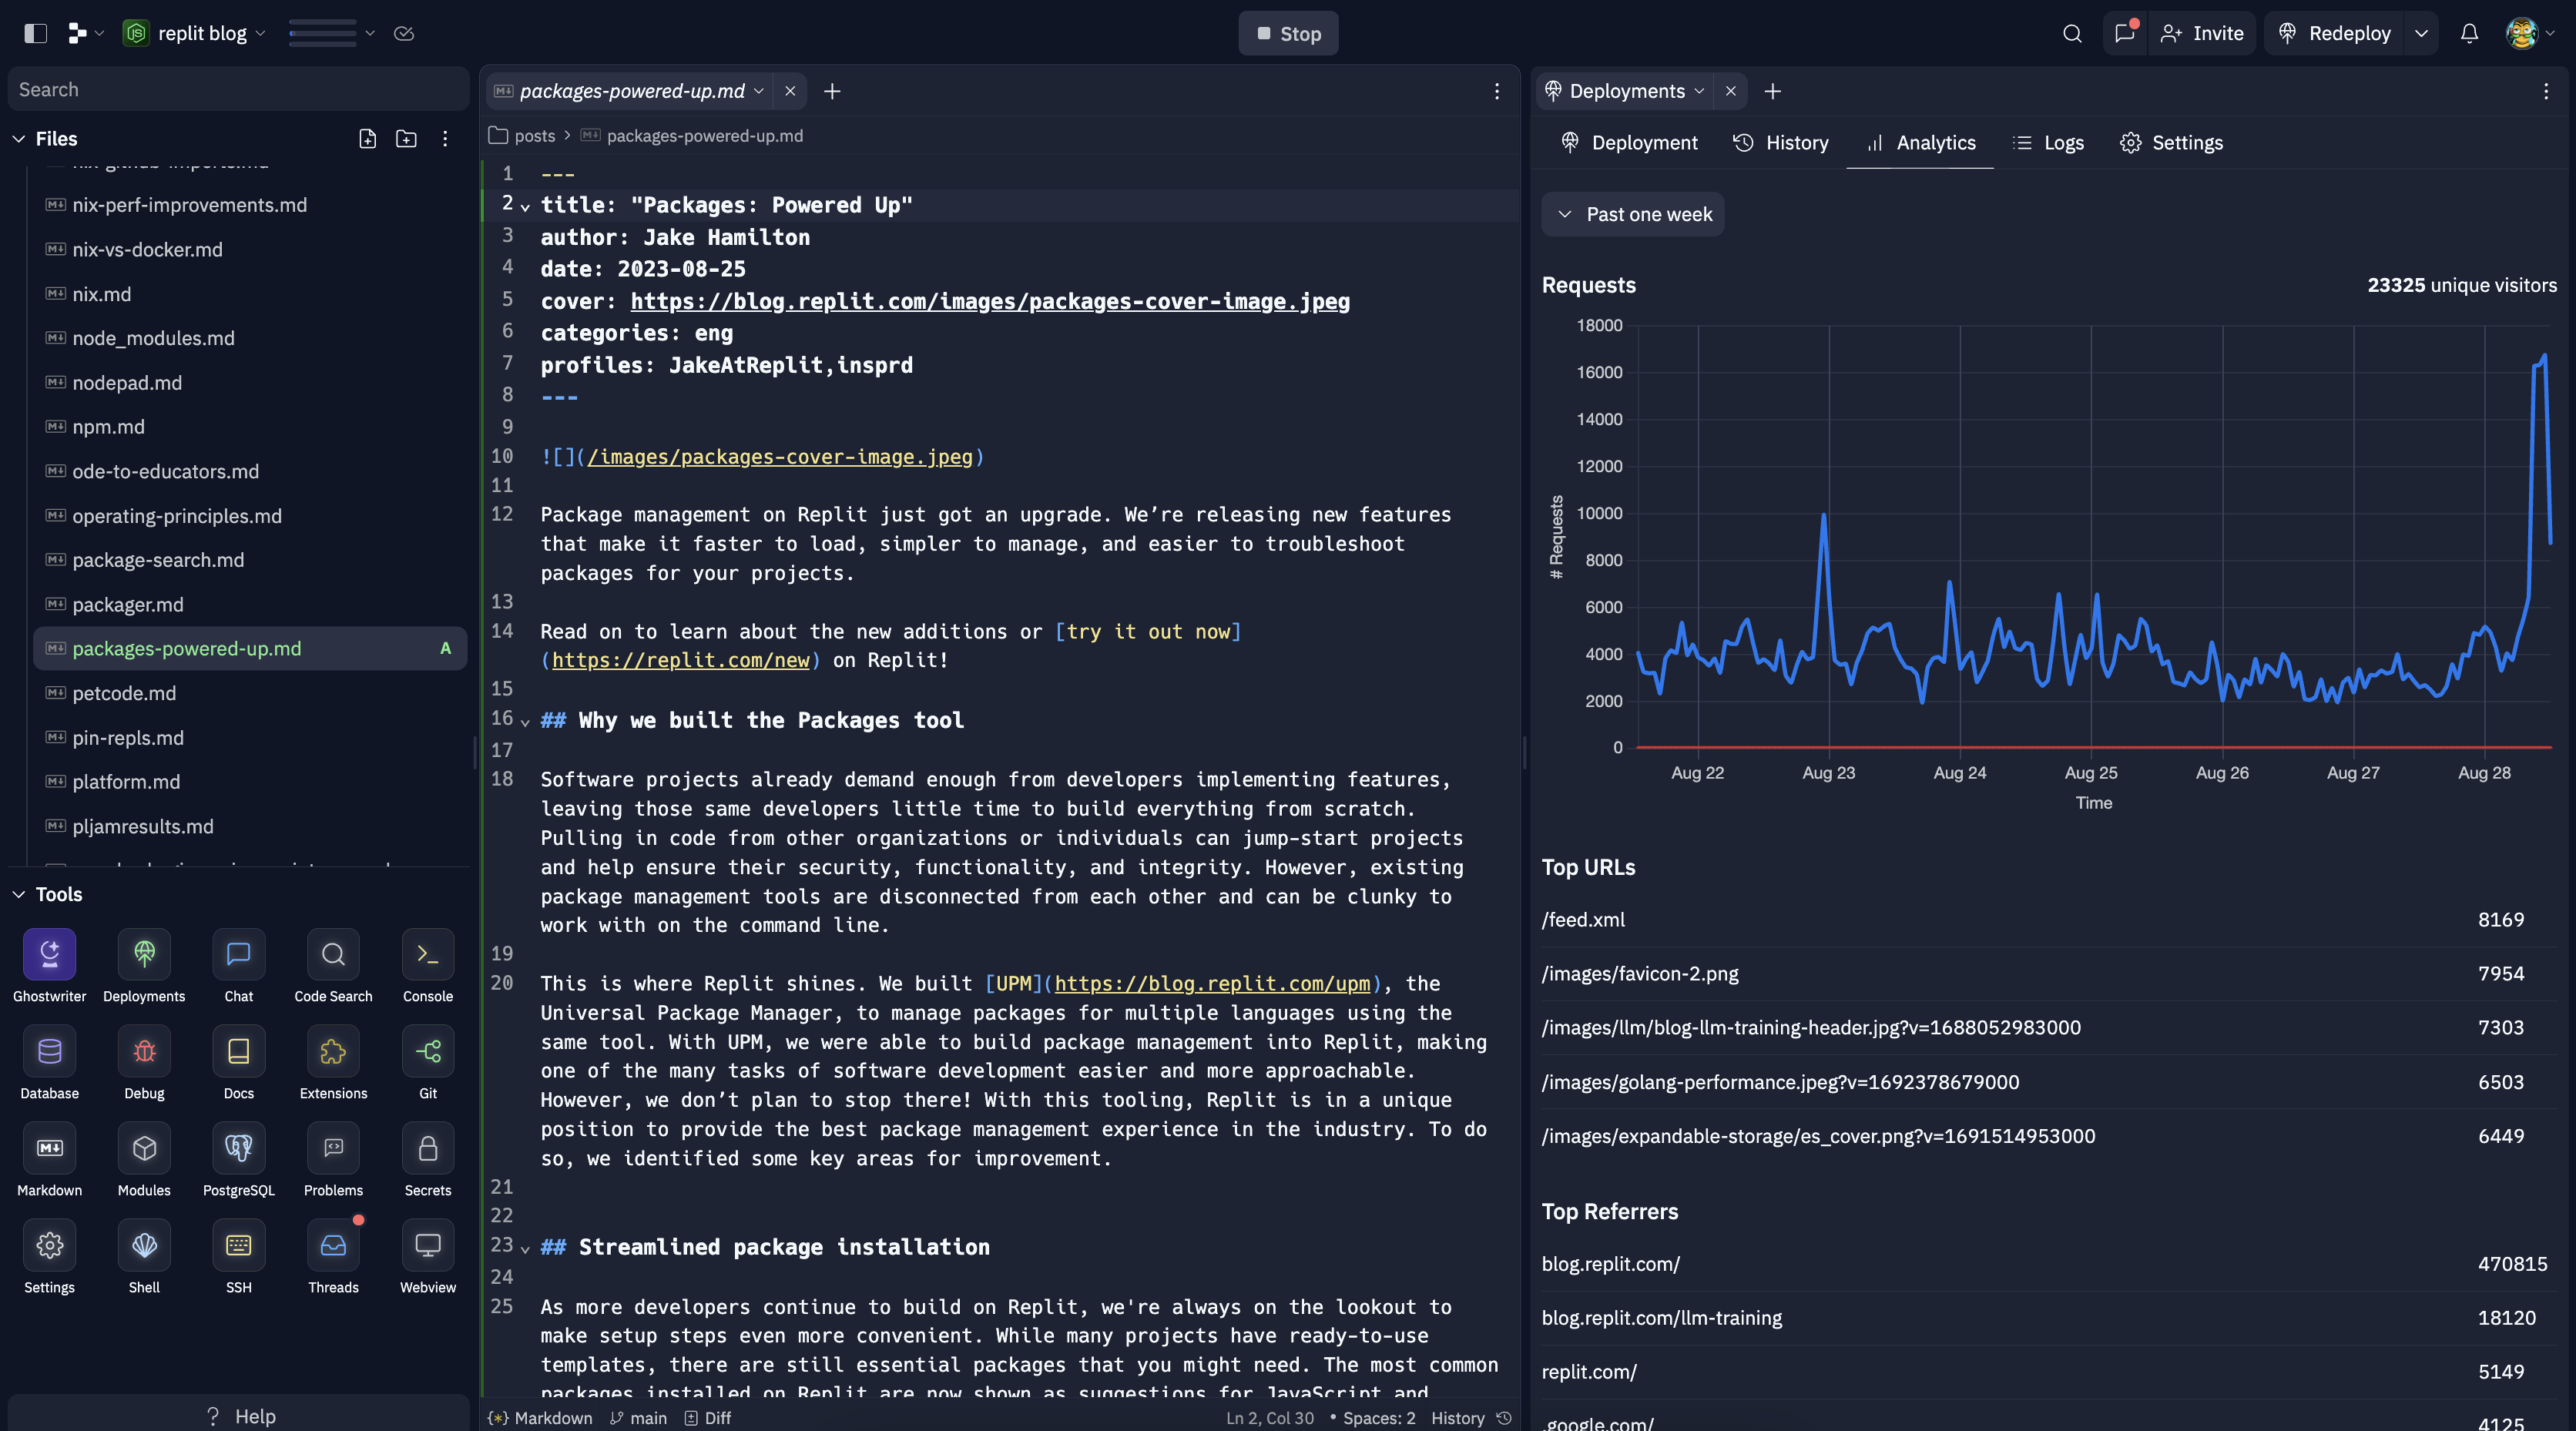 replit blog
Stop
Invite
Redeploy
Search
Files
nix-perf-improvements.md
nix-vs-docker.md
nix.md
node_modules.md
nodepad.md
npm.md
ode-to-educators.md
operating-principles.md
package-search.md
packager.md
packages-powered-up.md A
petcode.md
pin-repls.md
platform.md
pljamresults.md
Tools
Ghostwriter Deployments Chat Code Search Console
Database Debug Docs Extensions Git
Markdown Modules PostgreSQL Problems Secrets
Settings Shell SSH Threads Webview
? Help
packages-powered-up.md
posts > packages-powered-up.md
1 ---
2 title: "Packages: Powered Up"
3 author: Jake Hamilton
4 date: 2023-08-25
5 cover: https://blog.replit.com/images/packages-cover-image.jpeg
6 categories: eng
7 profiles: JakeAtReplit,insprd
8 ---
9
10 ![](/images/packages-cover-image.jpeg)
11
12 Package management on Replit just got an upgrade. We’re releasing new features
that make it faster to load, simpler to manage, and easier to troubleshoot
packages for your projects.
13
14 Read on to learn about the new additions or [try it out now]
(https://replit.com/new) on Replit!
15
16 ## Why we built the Packages tool
17
18 Software projects already demand enough from developers implementing features,
leaving those same developers little time to build everything from scratch.
Pulling in code from other organizations or individuals can jump-start projects
and help ensure their security, functionality, and integrity. However, existing
package management tools are disconnected from each other and can be clunky to
work with on the command line.
19
20 This is where Replit shines. We built [UPM](https://blog.replit.com/upm), the
Universal Package Manager, to manage packages for multiple languages using the
same tool. With UPM, we were able to build package management into Replit, making
one of the many tasks of software development easier and more approachable.
However, we don’t plan to stop there! With this tooling, Replit is in a unique
position to provide the best package management experience in the industry. To do
so, we identified some key areas for improvement.
21
22
23 ## Streamlined package installation
24
25 As more developers continue to build on Replit, we're always on the lookout to
make setup steps even more convenient. While many projects have ready-to-use
templates, there are still essential packages that you might need. The most common
packages installed on Replit are now shown as suggestions for JavaScript and
{*} Markdown main Diff
Ln 2, Col 30 • Spaces: 2 History
Deployments
Deployment History Analytics Logs Settings
Past one week
Requests
23325 unique visitors
18000
16000
14000
12000
10000
8000
6000
4000
2000
0
# Requests
Aug 22 Aug 23 Aug 24 Aug 25 Aug 26 Aug 27 Aug 28
Time
Top URLs
/feed.xml 8169
/images/favicon-2.png 7954
/images/llm/blog-llm-training-header.jpg?v=1688052983000 7303
/images/golang-performance.jpeg?v=1692378679000 6503
/images/expandable-storage/es_cover.png?v=1691514953000 6449
Top Referrers
blog.replit.com/ 470815
blog.replit.com/llm-training 18120
replit.com/ 5149
.google.com/ 4125